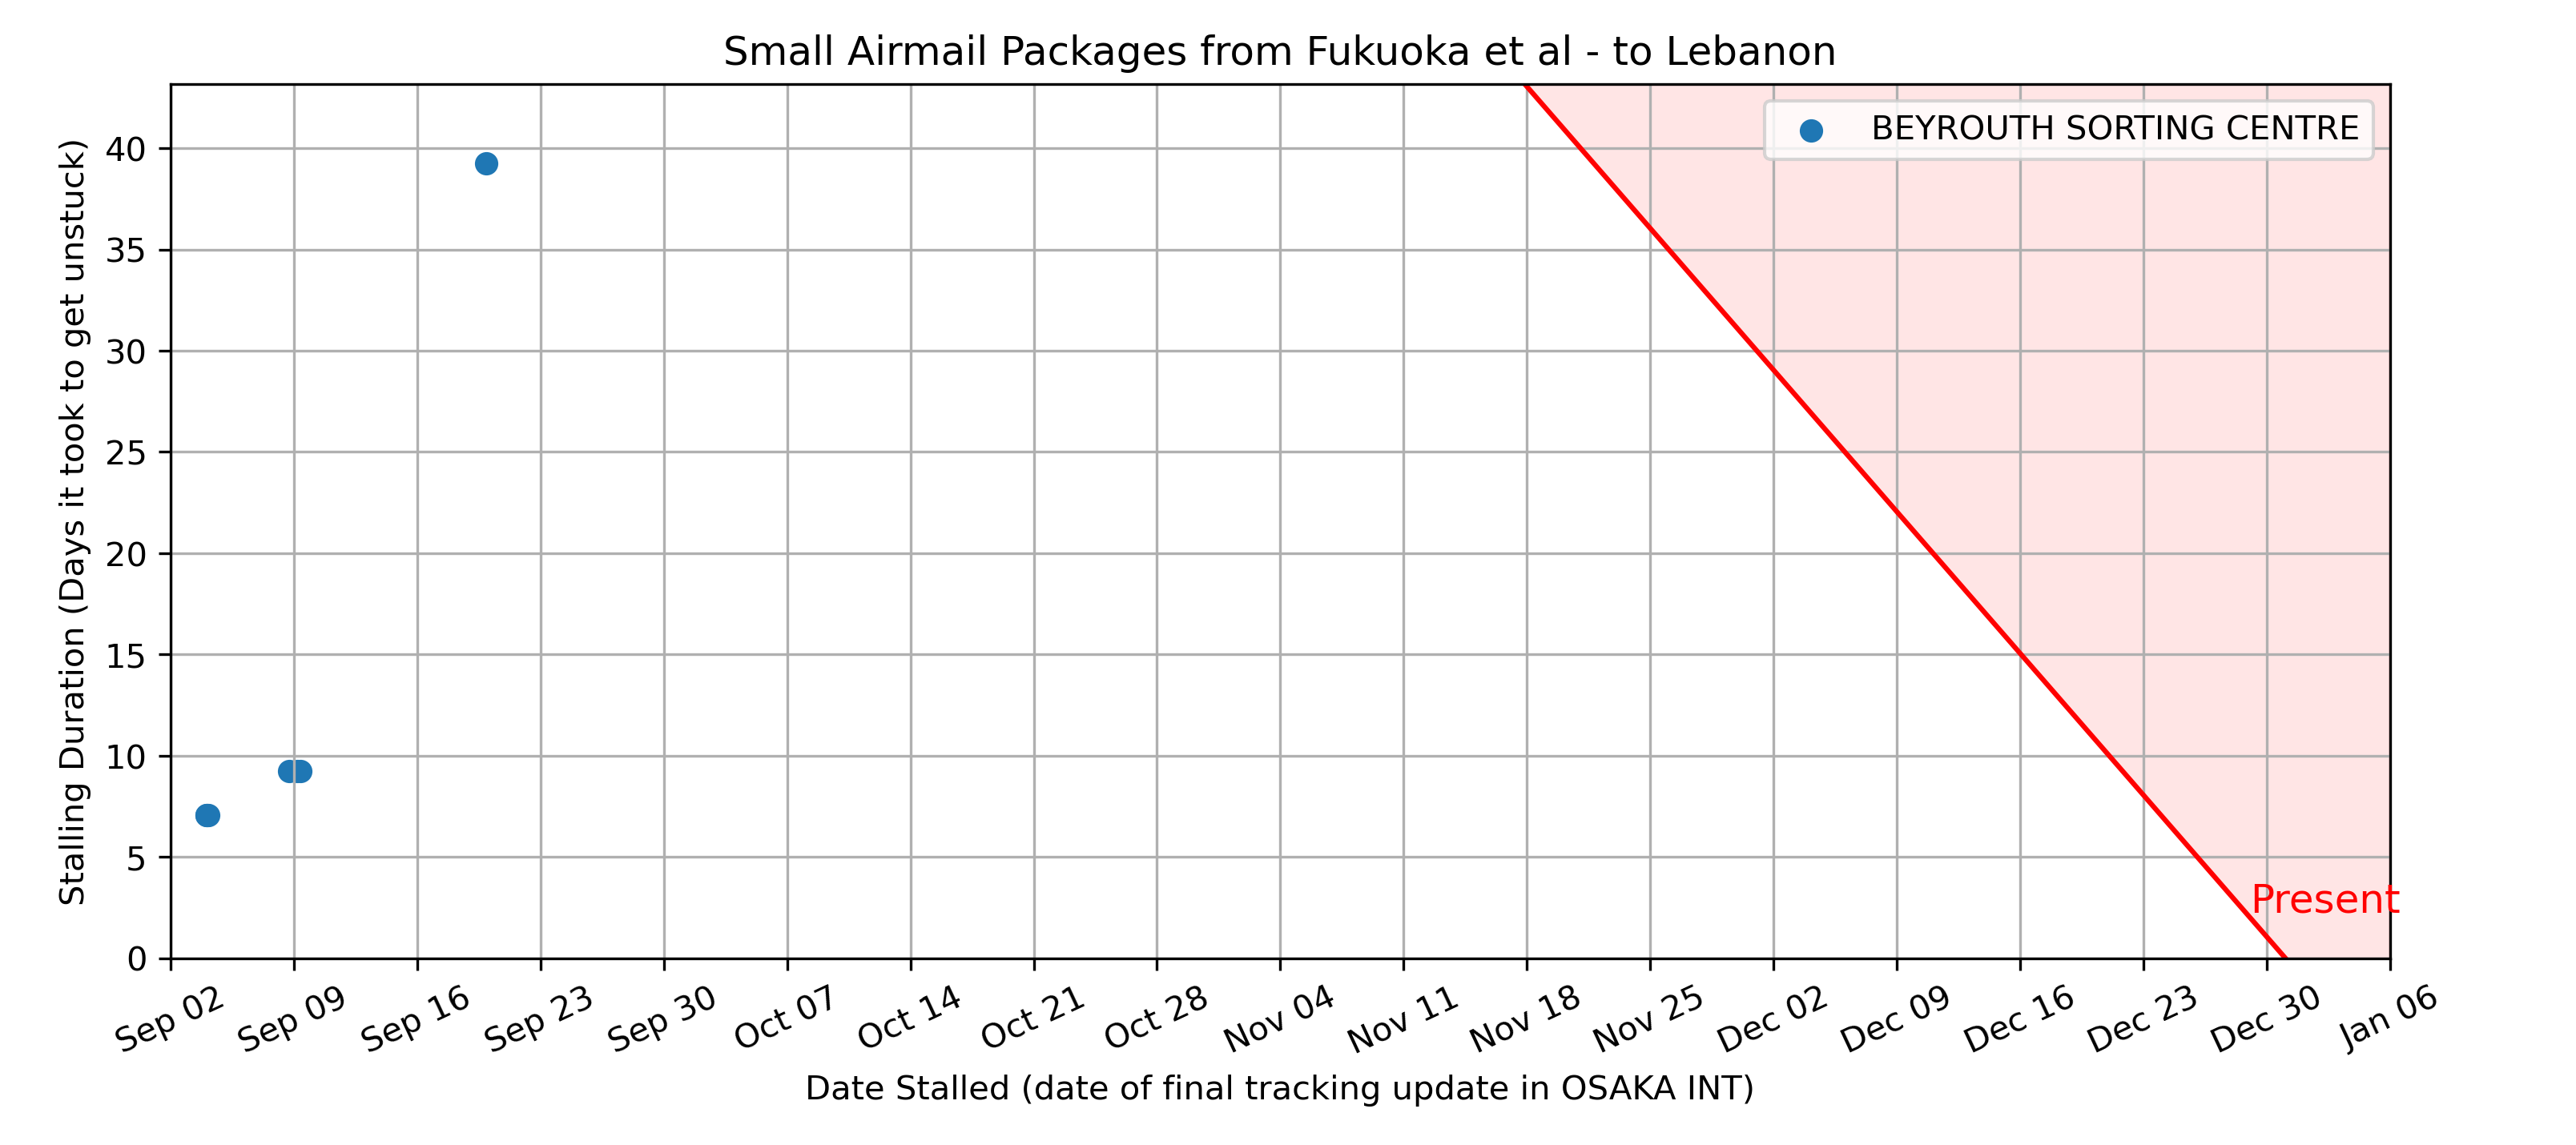 Small Airmail Packages from Fukuoka et al - to Lebanon
BEYROUTH SORTING CENTRE
Stalling Duration (Days it took to get unstuck)
40
35
30
25
20
15
10
5
0
Present
Sep 02
Sep 09
Sep 16
Sep 23
Sep 30
Oct 07
Oct 14
Oct 21
Oct 28
Nov 04
Nov 11
Nov 18
Nov 25
Dec 02
Dec 09
Dec 16
Dec 23
Dec 30
Jan 06
Date Stalled (date of final tracking update in OSAKA INT)